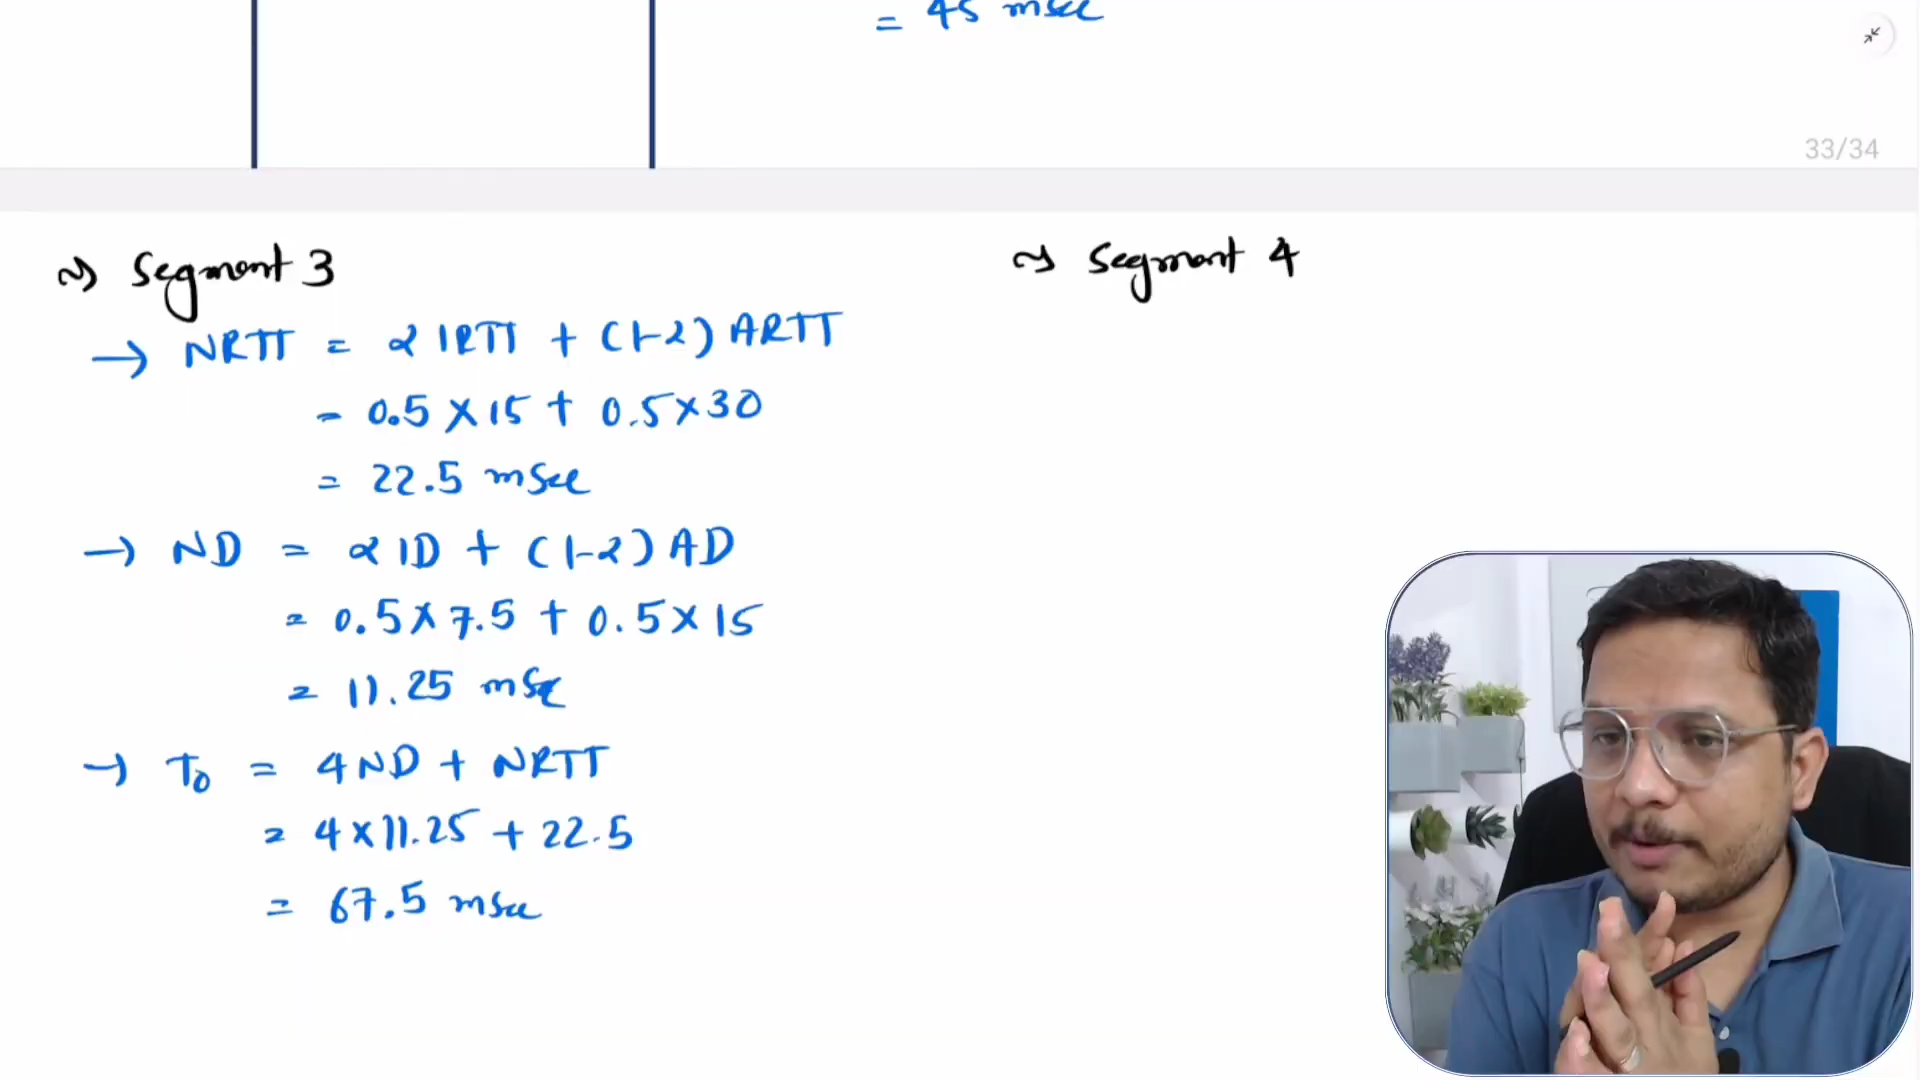 = 45 msec
33/34
~> Segment 3
~> Segment 4
→ NRTT = α IRTT + (1-α) ARTT
= 0.5 × 15 + 0.5 × 30
= 22.5 msec
→ ND = α ID + (1-α) AD
= 0.5 × 7.5 + 0.5 × 15
= 11.25 msec
→ To = 4 ND + NRTT
= 4 × 11.25 + 22.5
= 67.5 msec